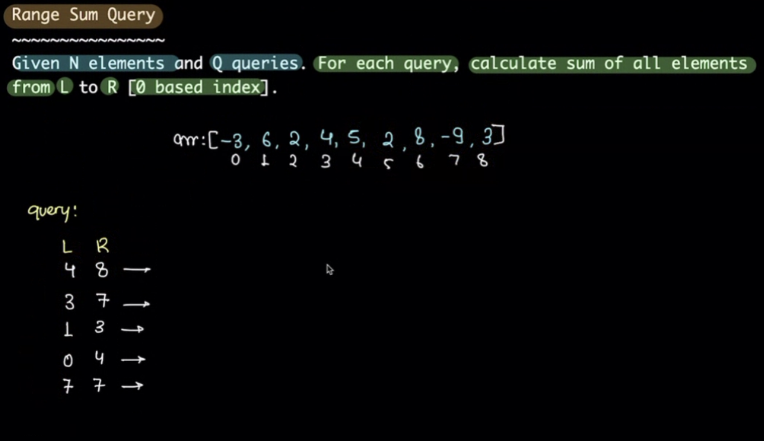 Range Sum Query
~~~~~~~~~~~~~~~~
Given N elements and Q queries. For each query, calculate sum of all elements
from L to R [0 based index].
arr:[-3, 6, 2, 4, 5, 2, 8, -9, 3]
0 1 2 3 4 5 6 7 8
query:
L R
4 8 →
3 7 →
1 3 →
0 4 →
7 7 →